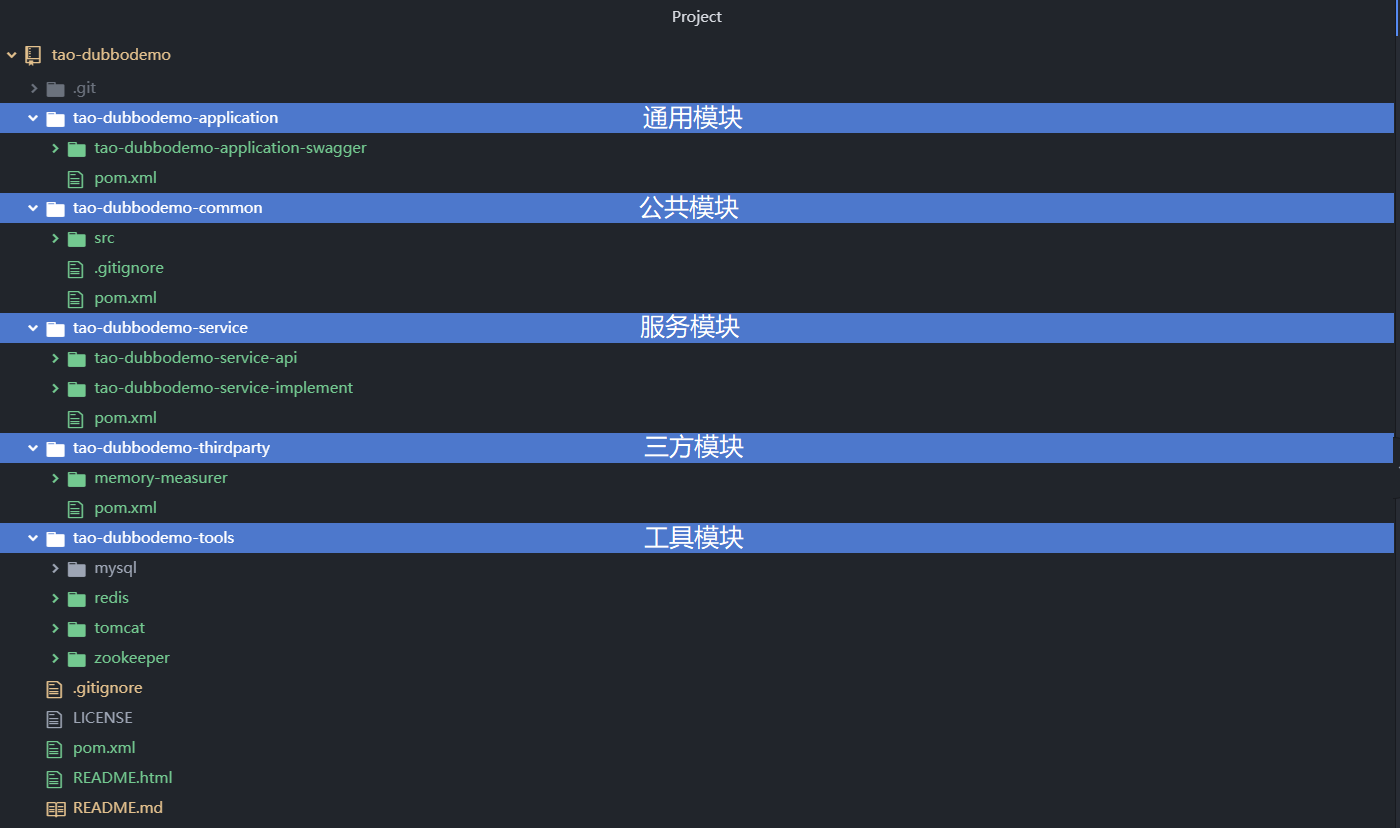 Project
tao-dubbodemo
.git
tao-dubbodemo-application 通用模块
tao-dubbodemo-application-swagger
pom.xml
tao-dubbodemo-common 公共模块
src
.gitignore
pom.xml
tao-dubbodemo-service 服务模块
tao-dubbodemo-service-api
tao-dubbodemo-service-implement
pom.xml
tao-dubbodemo-thirdparty 三方模块
memory-measurer
pom.xml
tao-dubbodemo-tools 工具模块
mysql
redis
tomcat
zookeeper
.gitignore
LICENSE
pom.xml
README.html
README.md